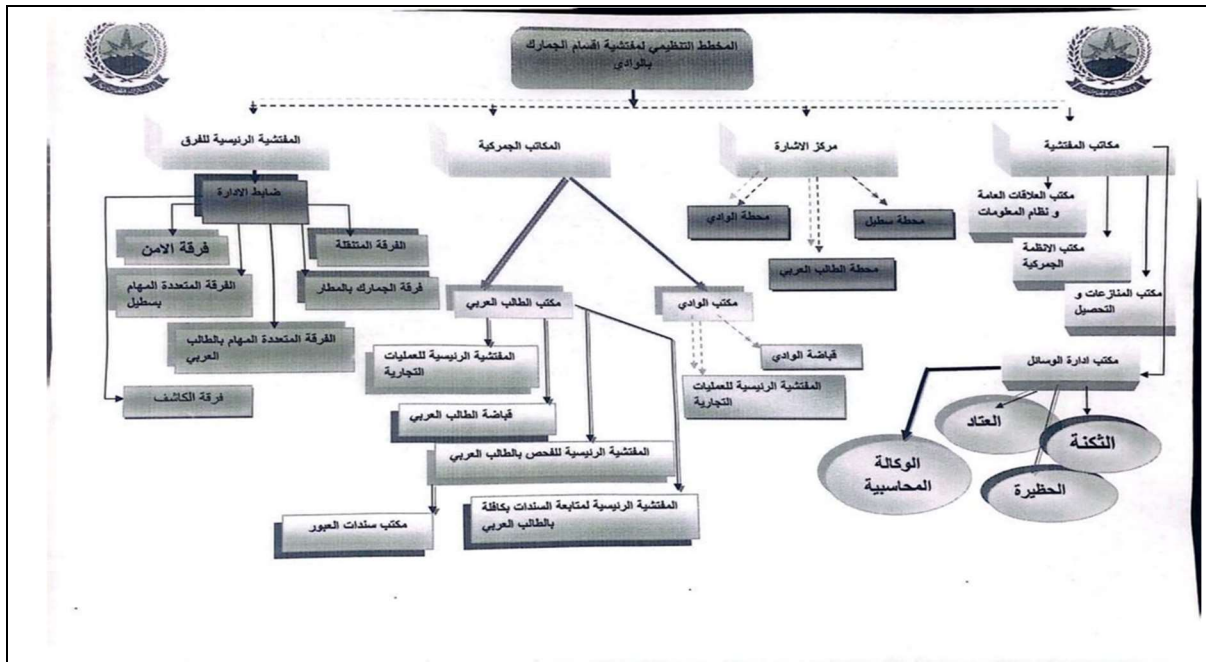 المخطط التنظيمي لمفتشية اقسام الجمارك
بالوادي
مكاتب المفتشية
مركز الاشارة
المكاتب الجمركية
المفتشية الرئيسية للفرق
مكتب العلاقات العامة
و نظام المعلومات
مكتب الانظمة
الجمركية
مكتب المنازعات و
التحصيل
مكتب ادارة الوسائل
العتاد
الثكنة
الوكالة
المحاسبية
الحظيرة
محطة سطيل
محطة الوادي
محطة الطالب العربي
مكتب الوادي
قباضة الوادي
المفتشية الرئيسية للعمليات
التجارية
مكتب الطالب العربي
المفتشية الرئيسية للعمليات
التجارية
قباضة الطالب العربي
المفتشية الرئيسية للفحص بالطالب العربي
المفتشية الرئيسية لمتابعة السندات بكافلة
بالطالب العربي
مكتب سندات العبور
ضابط الادارة
الفرقة المتنقلة
فرقة الامن
فرقة الجمارك بالمطار
الفرقة المتعددة المهام
بسطيل
الفرقة المتعددة المهام بالطالب
العربي
فرقة الكاشف